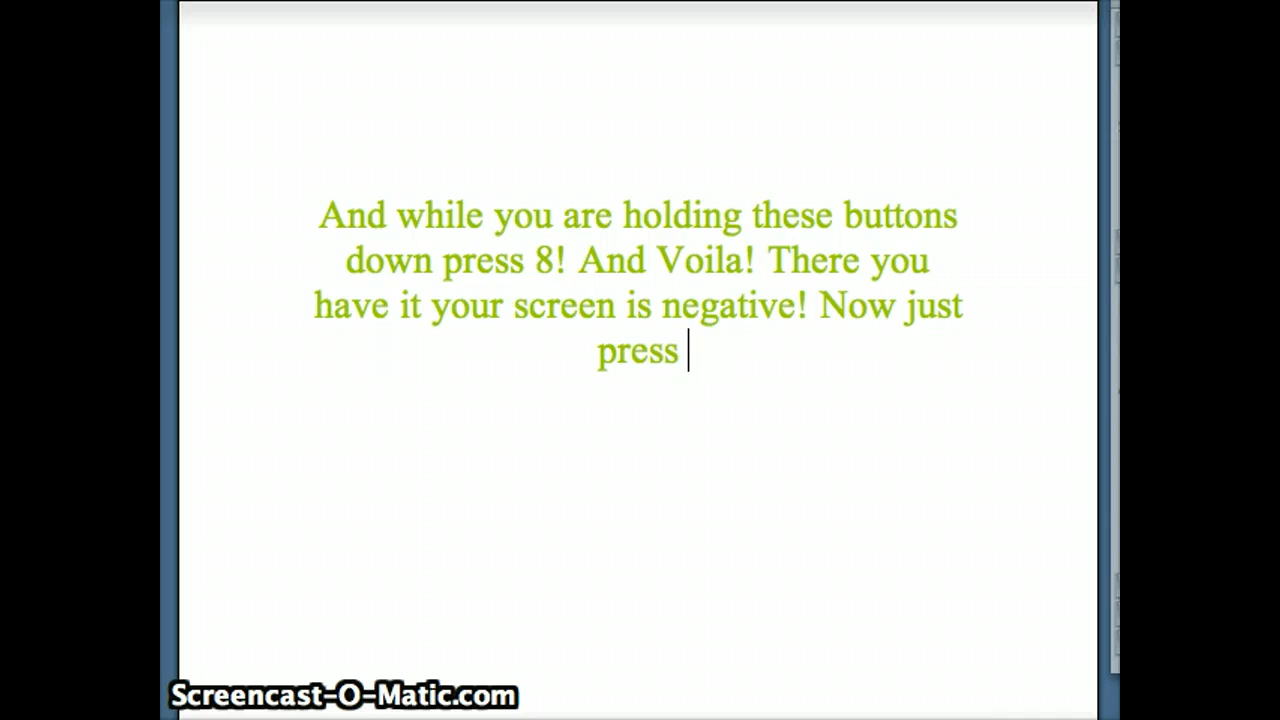 And while you are holding these buttons
down press 8! And Voila! There you
have it your screen is negative! Now just
press
Screencast-O-Matic.com